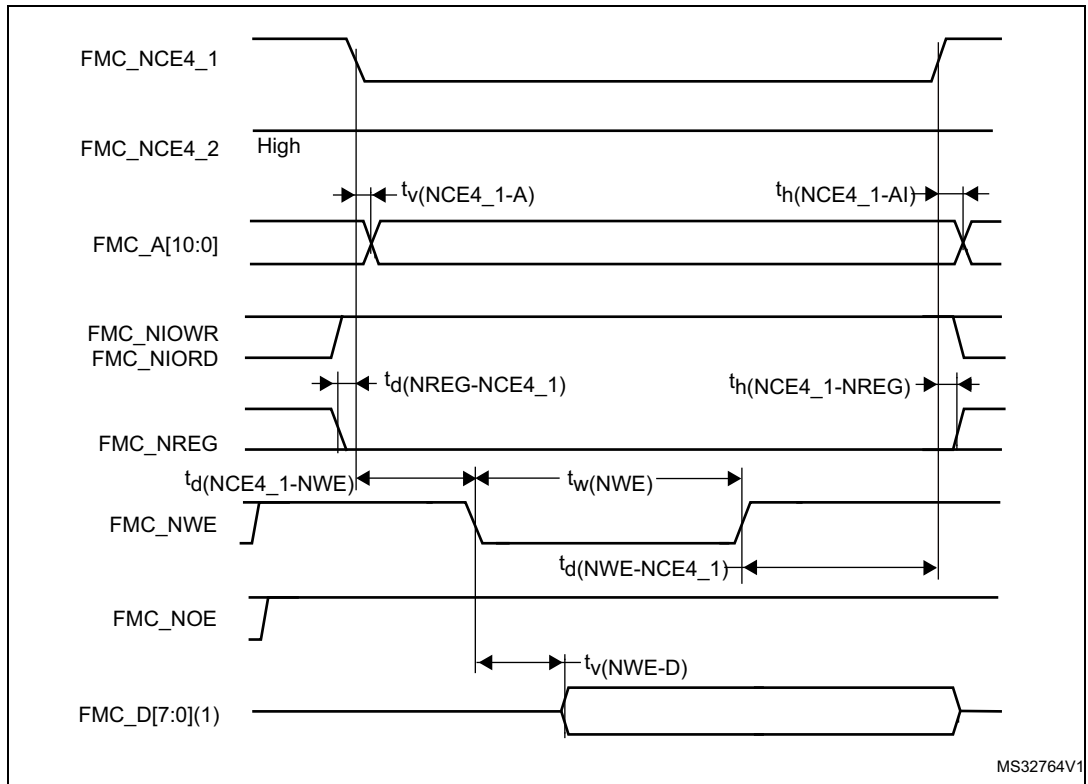 FMC_NCE4_1
FMC_NCE4_2
High
tv(NCE4_1-A)
th(NCE4_1-AI)
FMC_A[10:0]
FMC_NIOWR
FMC_NIORD
td(NREG-NCE4_1)
th(NCE4_1-NREG)
FMC_NREG
td(NCE4_1-NWE)
tw(NWE)
FMC_NWE
td(NWE-NCE4_1)
FMC_NOE
tv(NWE-D)
FMC_D[7:0](1)
MS32764V1